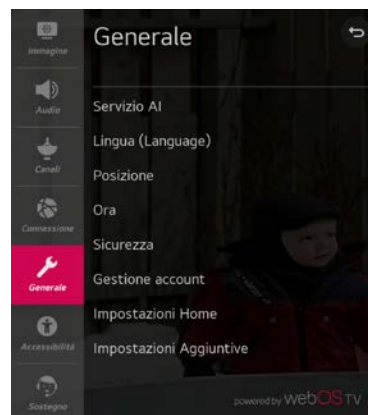 Immagine
Audio
Canali
Connessione
Generale
Accessibilità
Sostegno
Generale
Servizio AI
Lingua (Language)
Posizione
Ora
Sicurezza
Gestione account
Impostazioni Home
Impostazioni Aggiuntive
powered by webOS TV